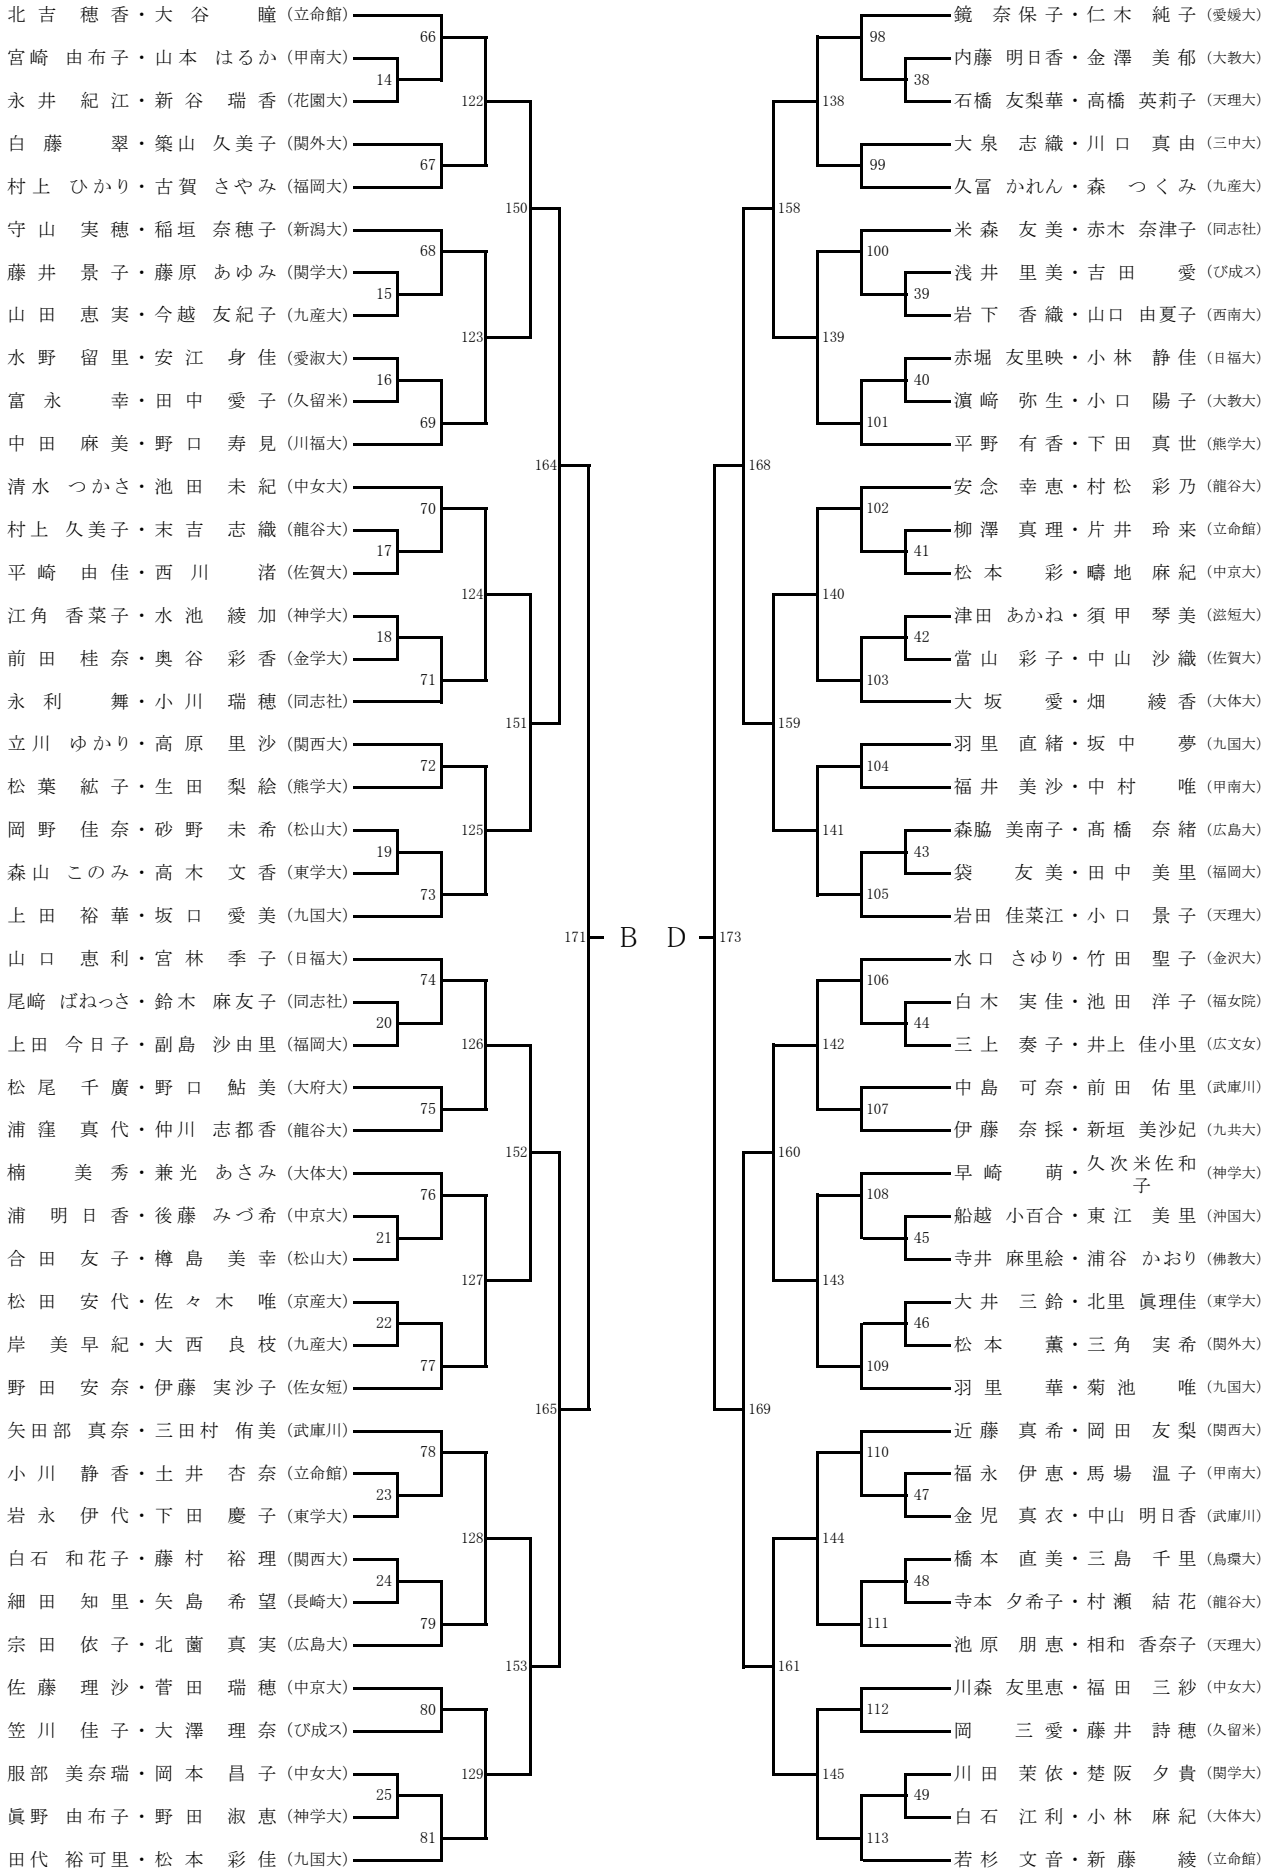 北吉 穂香・大谷 瞳 (立命館)
66
宮崎 由布子・山本 はるか (甲南大)
14
永井 紀江・新谷 瑞香 (花園大)
122
白藤 翠・築山 久美子 (関外大)
67
村上 ひかり・古賀 さやみ (福岡大)
150
守山 実穂・稲垣 奈穂子 (新潟大)
68
藤井 景子・藤原 あゆみ (関学大)
15
山田 恵実・今越 友紀子 (九産大)
123
水野 留里・安江 身佳 (愛淑大)
16
富永 幸・田中 愛子 (久留米)
69
中田 麻美・野口 寿見 (川福大)
164
清水 つかさ・池田 未紀 (中女大)
70
村上 久美子・末吉 志織 (龍谷大)
17
平崎 由佳・西川 渚 (佐賀大)
124
江角 香菜子・水池 綾加 (神学大)
18
前田 桂奈・奥谷 彩香 (金学大)
71
永利 舞・小川 瑞穂 (同志社)
151
立川 ゆかり・高原 里沙 (関西大)
72
松葉 紘子・生田 梨絵 (熊学大)
125
岡野 佳奈・砂野 未希 (松山大)
19
森山 このみ・高木 文香 (東学大)
73
上田 裕華・坂口 愛美 (九国大)
171 B
山口 恵利・宮林 季子 (日福大)
74
尾﨑 ばねっさ・鈴木 麻友子 (同志社)
20
上田 今日子・副島 沙由里 (福岡大)
126
松尾 千廣・野口 鮎美 (大府大)
75
浦窪 真代・仲川 志都香 (龍谷大)
152
楠 美秀・兼光 あさみ (大体大)
76
浦 明日香・後藤 みづ希 (中京大)
21
合田 友子・樽島 美幸 (松山大)
127
松田 安代・佐々木 唯 (京産大)
22
岸 美早紀・大西 良枝 (九産大)
77
野田 安奈・伊藤 実沙子 (佐女短)
165
矢田部 真奈・三田村 侑美 (武庫川)
78
小川 静香・土井 杏奈 (立命館)
23
岩永 伊代・下田 慶子 (東学大)
128
白石 和花子・藤村 裕理 (関西大)
24
細田 知里・矢島 希望 (長崎大)
79
宗田 依子・北薗 真実 (広島大)
153
佐藤 理沙・菅田 瑞穂 (中京大)
80
笠川 佳子・大澤 理奈 (び成ス)
129
服部 美奈瑞・岡本 昌子 (中女大)
25
眞野 由布子・野田 淑恵 (神学大)
81
田代 裕可里・松本 彩佳 (九国大)
鏡 奈保子・仁木 純子 (愛媛大)
98
内藤 明日香・金澤 美郁 (大教大)
38
石橋 友梨華・高橋 英莉子 (天理大)
138
大泉 志織・川口 真由 (三中大)
99
久冨 かれん・森 つくみ (九産大)
158
米森 友美・赤木 奈津子 (同志社)
100
浅井 里美・吉田 愛 (び成ス)
39
岩下 香織・山口 由夏子 (西南大)
139
赤堀 友里映・小林 静佳 (日福大)
40
濵﨑 弥生・小口 陽子 (大教大)
101
平野 有香・下田 真世 (熊学大)
168
安念 幸恵・村松 彩乃 (龍谷大)
102
柳澤 真理・片井 玲来 (立命館)
41
松本 彩・疇地 麻紀 (中京大)
140
津田 あかね・須甲 琴美 (滋短大)
42
當山 彩子・中山 沙織 (佐賀大)
103
大坂 愛・畑 綾香 (大体大)
159
羽里 直緒・坂中 夢 (九国大)
104
福井 美沙・中村 唯 (甲南大)
141
森脇 美南子・髙橋 奈緒 (広島大)
43
袋 友美・田中 美里 (福岡大)
105
岩田 佳菜江・小口 景子 (天理大)
D 173
水口 さゆり・竹田 聖子 (金沢大)
106
白木 実佳・池田 洋子 (福女院)
44
三上 奏子・井上 佳小里 (広文女)
142
中島 可奈・前田 佑里 (武庫川)
107
伊藤 奈採・新垣 美沙妃 (九共大)
160
早崎 萌・久次米佐和子 (神学大)
108
船越 小百合・東江 美里 (沖国大)
45
寺井 麻里絵・浦谷 かおり (佛教大)
143
大井 三鈴・北里 眞理佳 (東学大)
46
松本 薫・三角 実希 (関外大)
109
羽里 華・菊池 唯 (九国大)
169
近藤 真希・岡田 友梨 (関西大)
110
福永 伊恵・馬場 温子 (甲南大)
47
金児 真衣・中山 明日香 (武庫川)
144
橋本 直美・三島 千里 (鳥環大)
48
寺本 夕希子・村瀬 結花 (龍谷大)
111
池原 朋恵・相和 香奈子 (天理大)
161
川森 友里恵・福田 三紗 (中女大)
112
岡 三愛・藤井 詩穂 (久留米)
145
川田 茉依・楚阪 夕貴 (関学大)
49
白石 江利・小林 麻紀 (大体大)
113
若杉 文音・新藤 綾 (立命館)